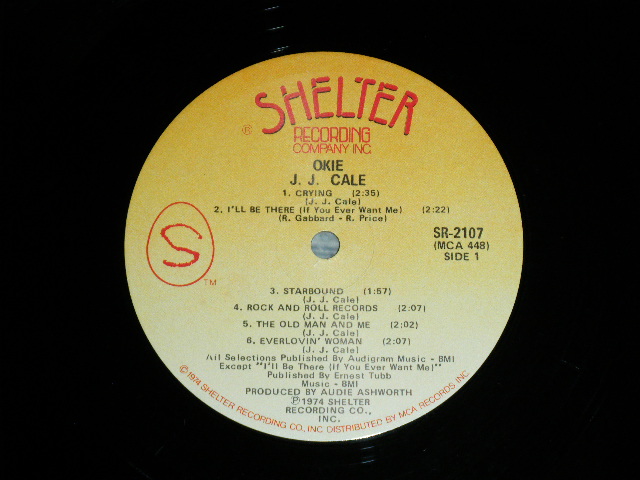 SHELTER
®
RECORDING
COMPANY INC.
OKIE
J. J. CALE
1. CRYING (2:35)
(J. J. Cale)
2. I'LL BE THERE (If You Ever Want Me) (2:22)
(R. Gabbard - R. Price)
SR-2107
(MCA 448)
SIDE 1
S
TM
3. STARBOUND (1:57)
(J. J. Cale)
4. ROCK AND ROLL RECORDS (2:07)
(J. J. Cale)
5. THE OLD MAN AND ME (2:02)
(J. J. Cale)
6. EVERLOVIN' WOMAN (2:07)
(J. J. Cale)
All Selections Published By Audigram Music - BMI
Except "I'll Be There (If You Ever Want Me)"
Published By Ernest Tubb
Music - BMI
PRODUCED BY AUDIE ASHWORTH
Ⓟ1974 SHELTER
RECORDING CO.,
INC.
©1974 SHELTER RECORDING CO., INC DISTRIBUTED BY MCA RECORDS INC.